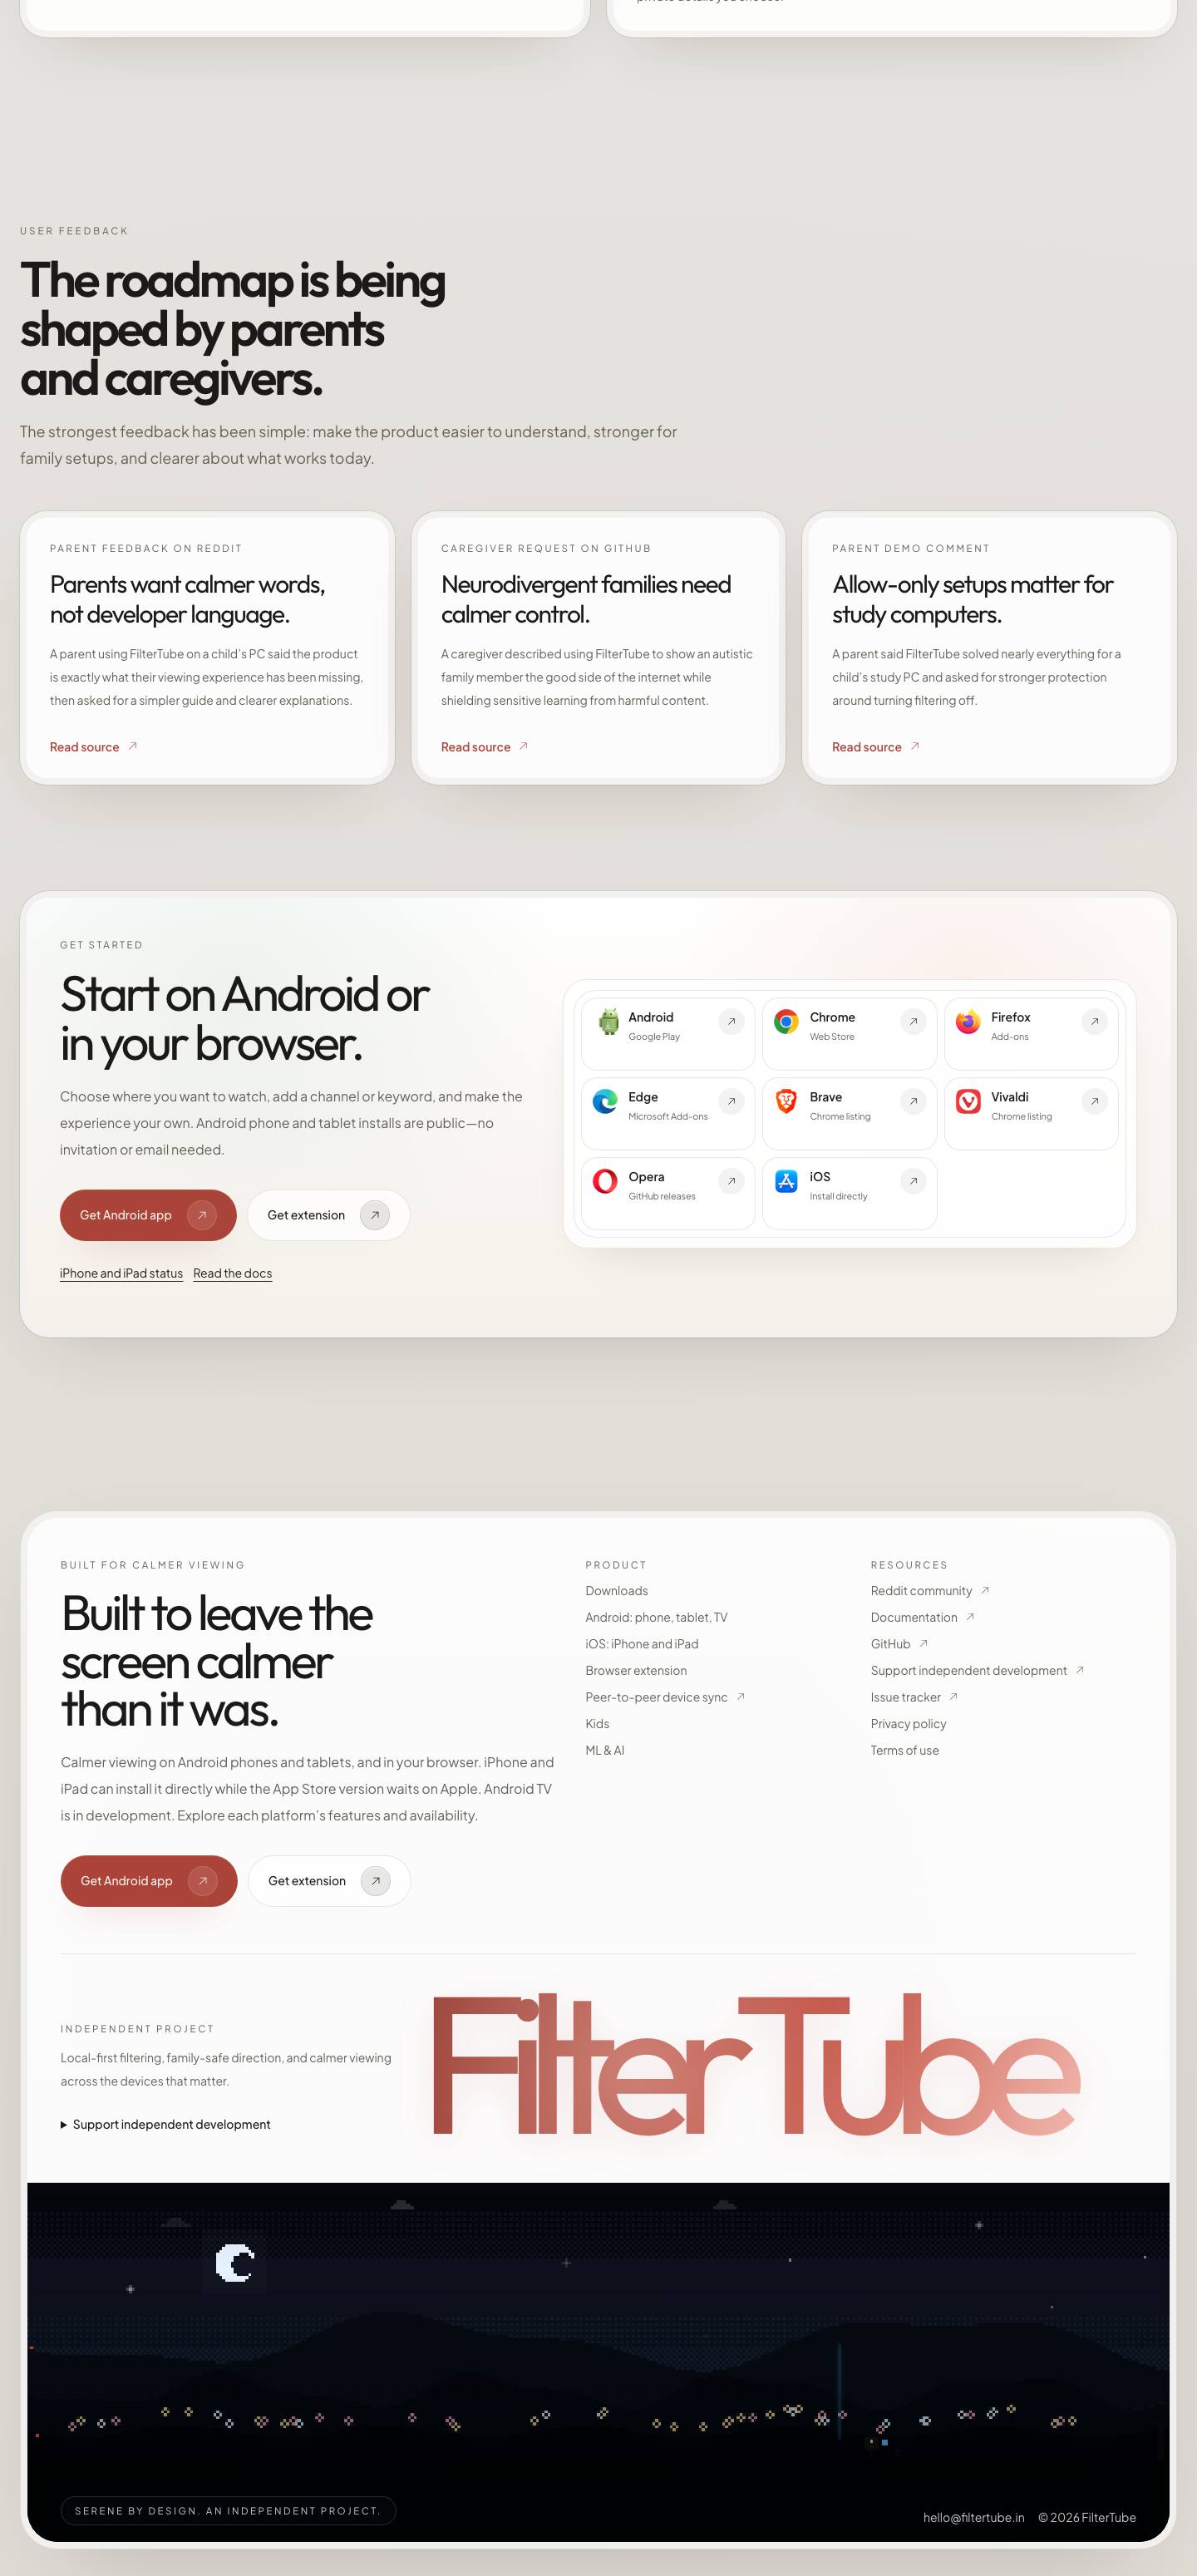 USER FEEDBACK
The roadmap is being
shaped by parents
and caregivers.
The strongest feedback has been simple: make the product easier to understand, stronger for
family setups, and clearer about what works today.
PARENT FEEDBACK ON REDDIT
Parents want calmer words,
not developer language.
A parent using FilterTube on a child's PC said the product
is exactly what their viewing experience has been missing,
then asked for a simpler guide and clearer explanations.
Read source
CAREGIVER REQUEST ON GITHUB
Neurodivergent families need
calmer control.
A caregiver described using FilterTube to show an autistic
family member the good side of the internet while
shielding sensitive learning from harmful content.
Read source
PARENT DEMO COMMENT
Allow-only setups matter for
study computers.
A parent said FilterTube solved nearly everything for a
child's study PC and asked for stronger protection
around turning filtering off.
Read source
GET STARTED
Start on Android or
in your browser.
Choose where you want to watch, add a channel or keyword, and make the
experience your own. Android phone and tablet installs are public—no
invitation or email needed.
Get Android app
Get extension
iPhone and iPad status
Read the docs
Android
Google Play
Chrome
Web Store
Firefox
Add-ons
Edge
Microsoft Add-ons
Brave
Chrome listing
Vivaldi
Chrome listing
Opera
GitHub releases
iOS
Install directly
BUILT FOR CALMER VIEWING
Built to leave the
screen calmer
than it was.
Calmer viewing on Android phones and tablets, and in your browser. iPhone and
iPad can install it directly while the App Store version waits on Apple. Android TV
is in development. Explore each platform's features and availability.
Get Android app
Get extension
PRODUCT
Downloads
Android: phone, tablet, TV
iOS: iPhone and iPad
Browser extension
Peer-to-peer device sync
Kids
ML & AI
RESOURCES
Reddit community
Documentation
GitHub
Support independent development
Issue tracker
Privacy policy
Terms of use
INDEPENDENT PROJECT
Local-first filtering, family-safe direction, and calmer viewing
across the devices that matter.
Support independent development
FilterTube
SERENE BY DESIGN. AN INDEPENDENT PROJECT.
hello@filtertube.in
© 2026 FilterTube